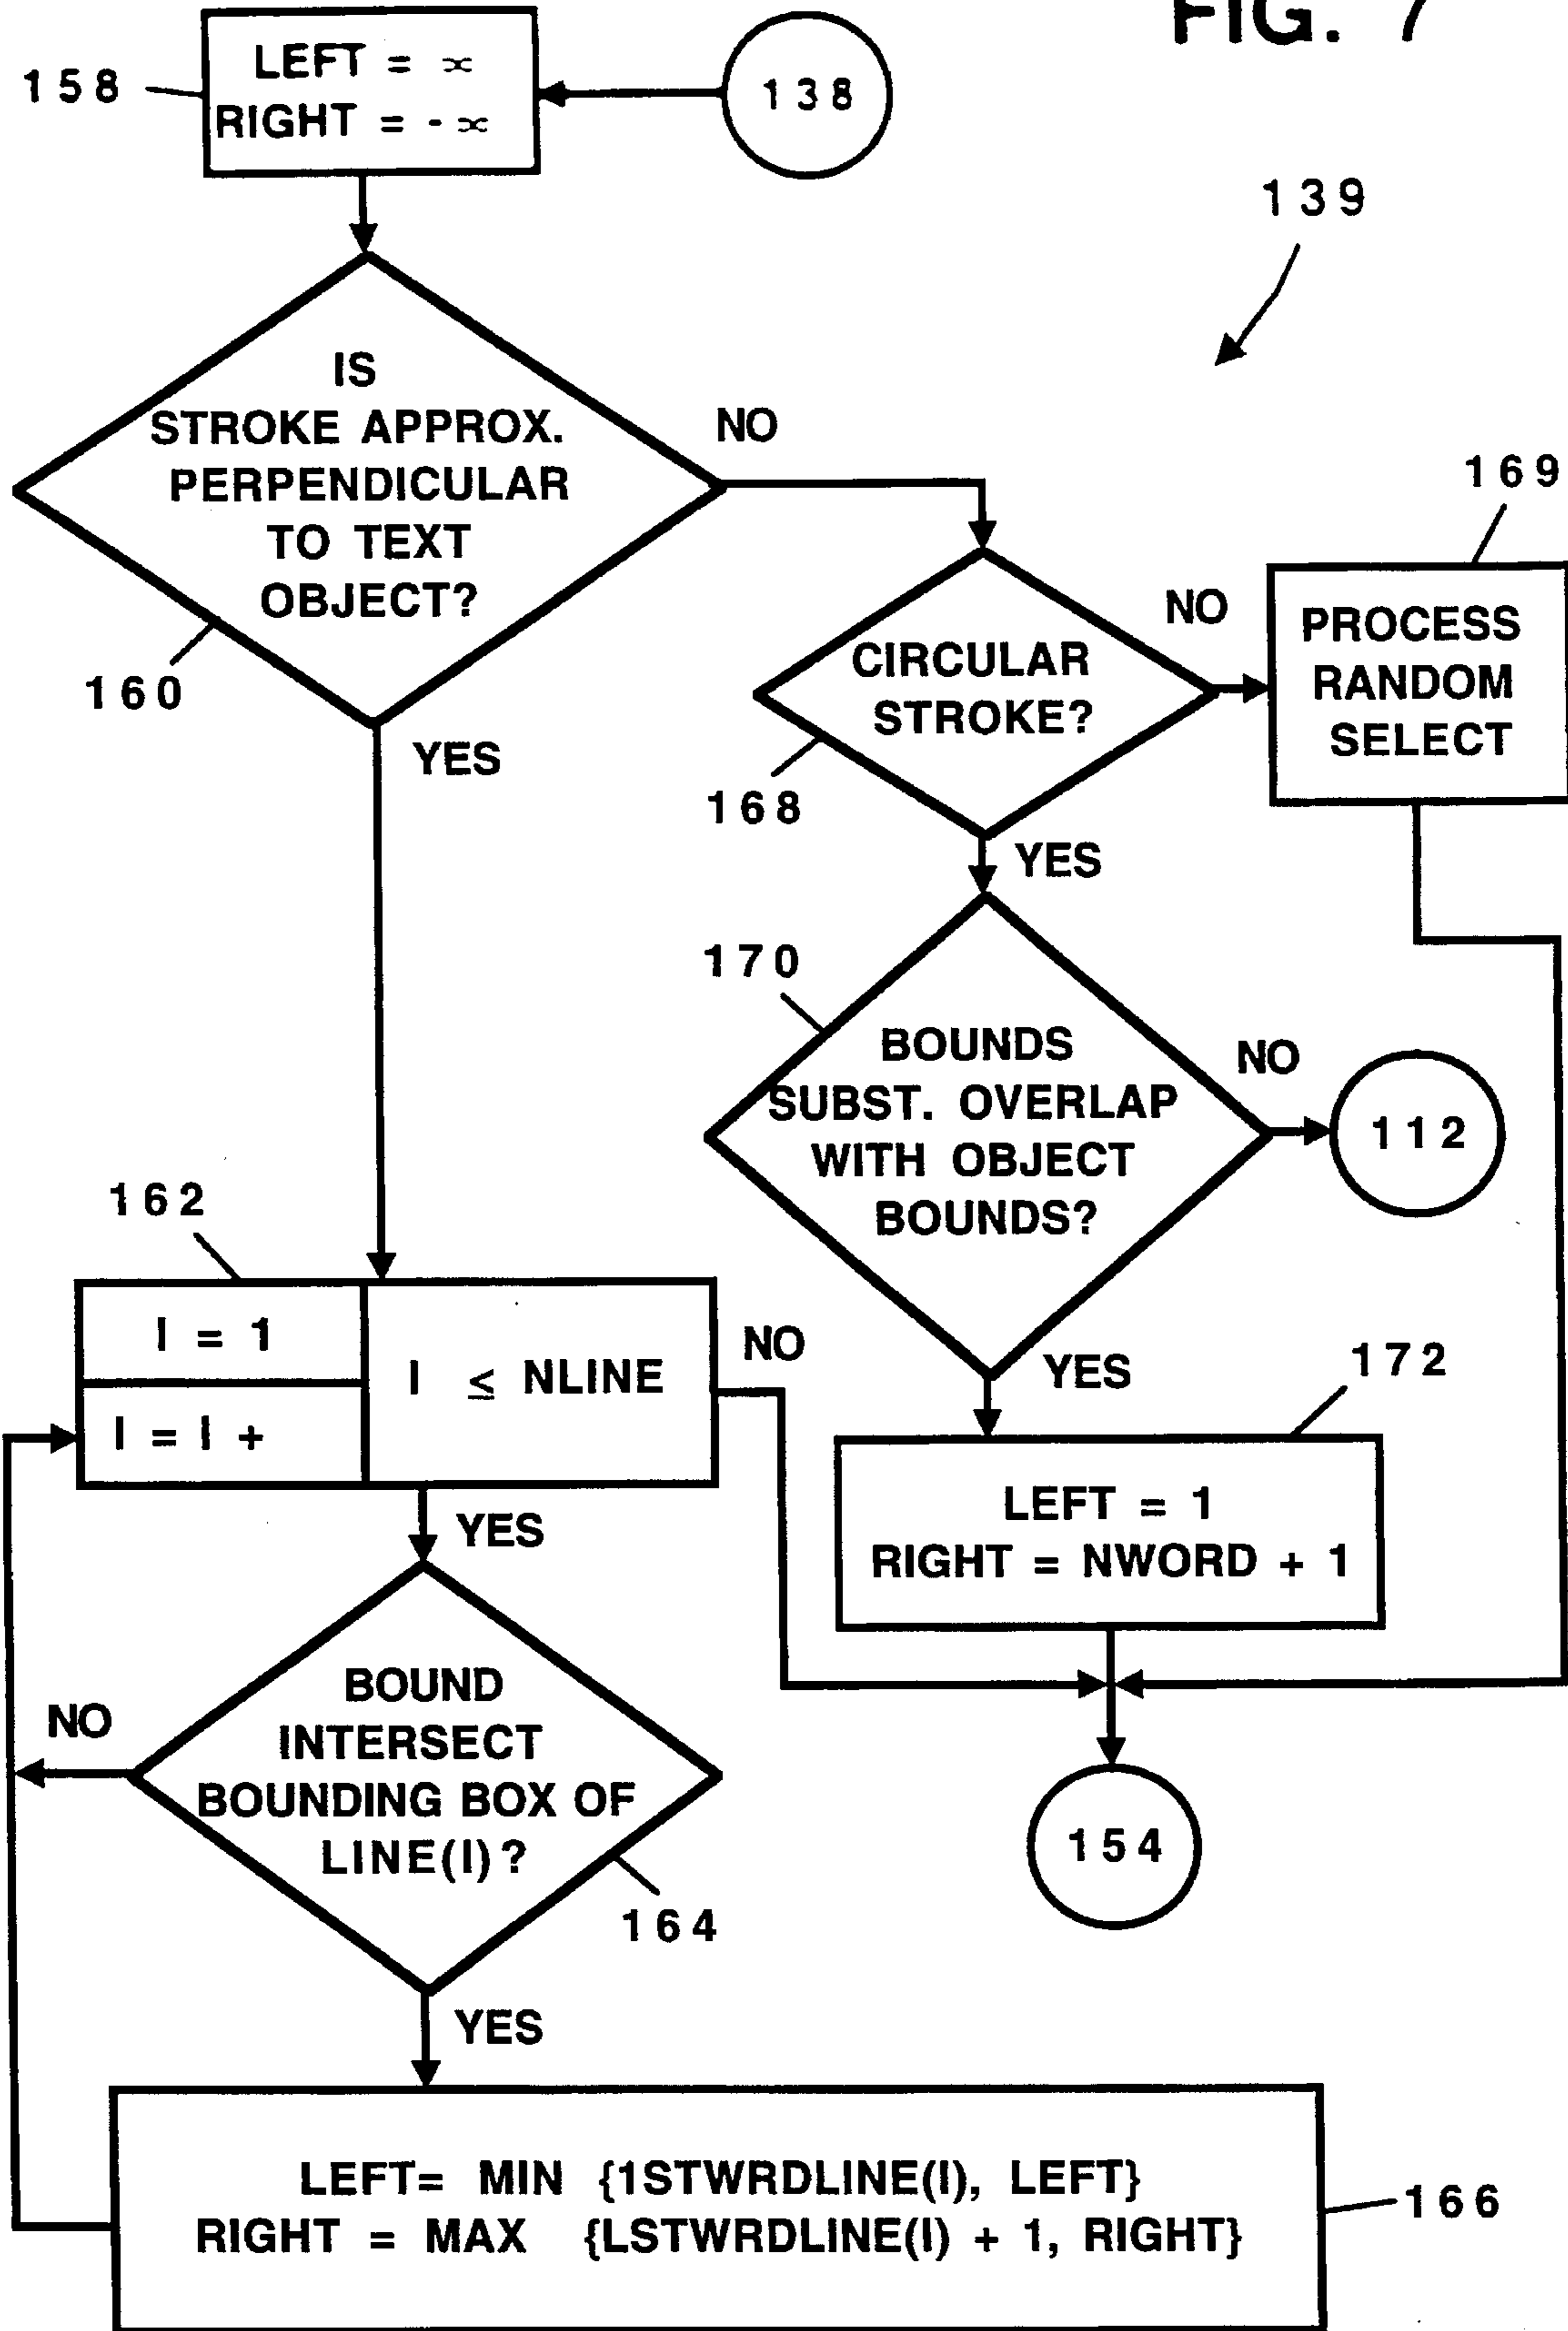 FIG. 7
158
LEFT = ∞
RIGHT = - ∞
138
139
IS
STROKE APPROX.
PERPENDICULAR
TO TEXT
OBJECT?
NO
160
YES
CIRCULAR
STROKE?
NO
168
YES
169
PROCESS
RANDOM
SELECT
170
BOUNDS
SUBST. OVERLAP
WITH OBJECT
BOUNDS?
NO
112
YES
162
I = 1
I = I +
I ≤ NLINE
NO
YES
172
LEFT = 1
RIGHT = NWORD + 1
BOUND
INTERSECT
BOUNDING BOX OF
LINE(I)?
NO
164
YES
154
LEFT= MIN {1STWRDLINE(I), LEFT}
RIGHT = MAX {LSTWRDLINE(I) + 1, RIGHT}
166